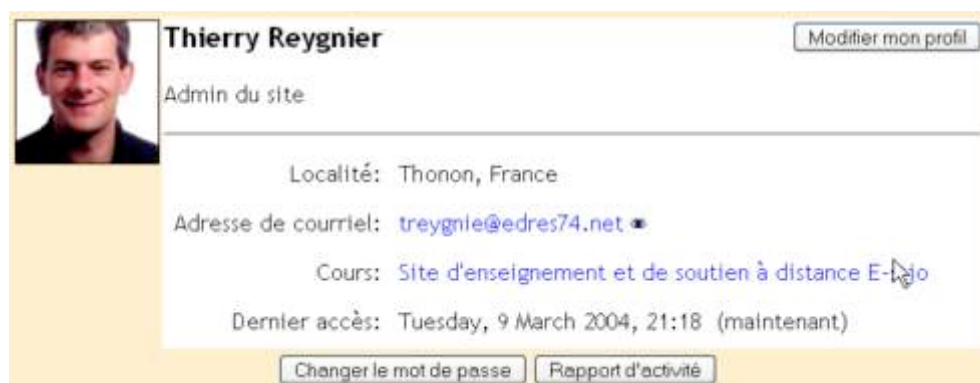 Thierry Reygnier
Modifier mon profil
Admin du site
Localité: Thonon, France
Adresse de courriel: treygnie@edres74.net
Cours: Site d'enseignement et de soutien à distance
Dernier accès: Tuesday, 9 March 2004, 21:18 (maintenant)
Changer le mot de passe
Rapport d'activité